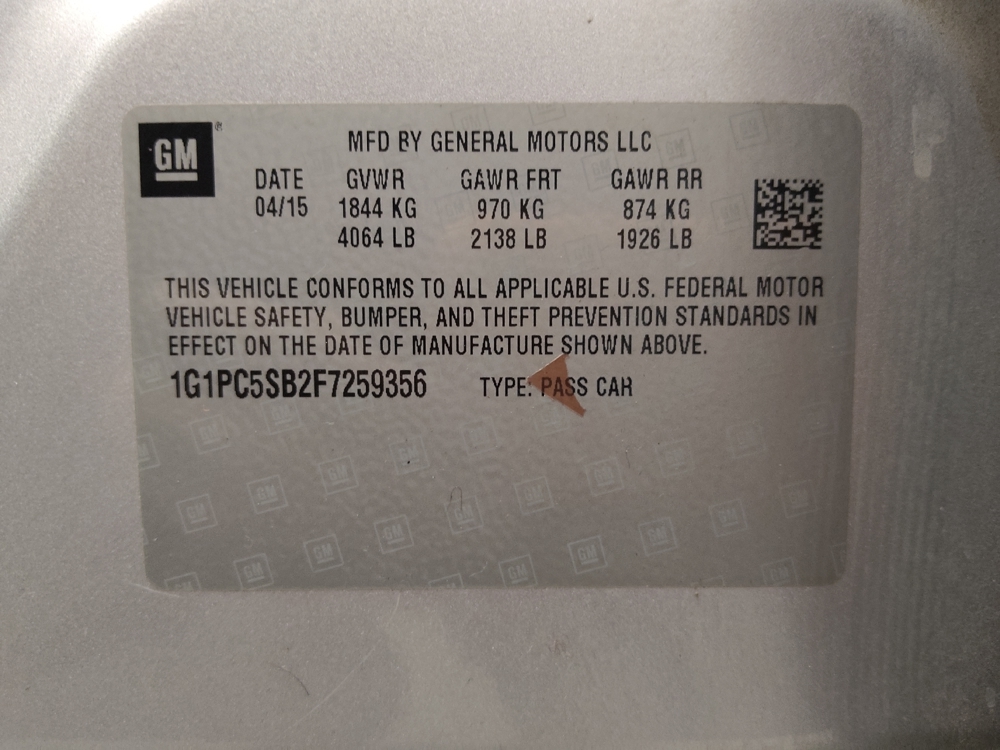 GM
MFD BY GENERAL MOTORS LLC
DATE GVWR GAWR FRT GAWR RR
04/15 1844 KG 970 KG 874 KG
4064 LB 2138 LB 1926 LB
THIS VEHICLE CONFORMS TO ALL APPLICABLE U.S. FEDERAL MOTOR
VEHICLE SAFETY, BUMPER, AND THEFT PREVENTION STANDARDS IN
EFFECT ON THE DATE OF MANUFACTURE SHOWN ABOVE.
1G1PC5SB2F7259356 TYPE: PASS CAR